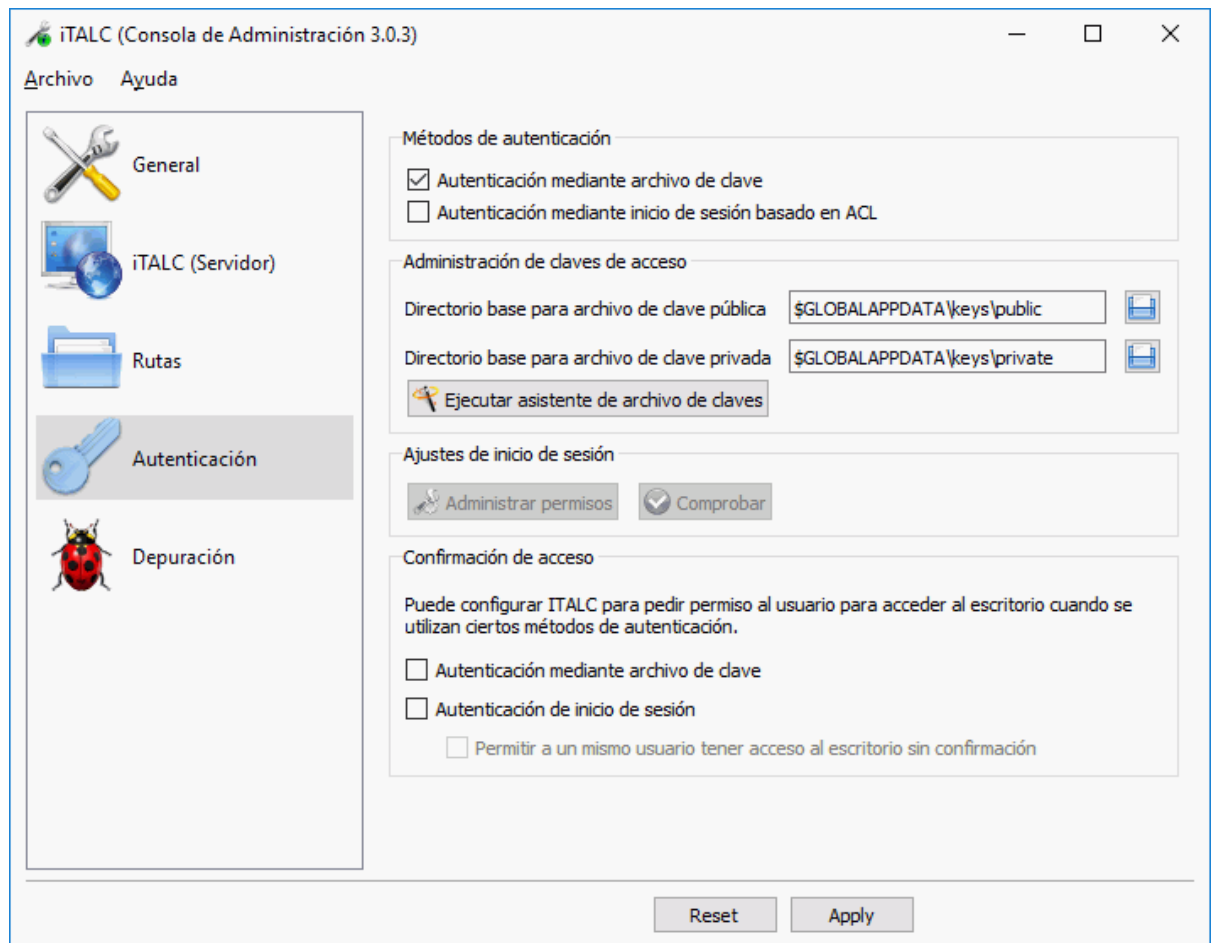 iTALC (Consola de Administración 3.0.3)
Archivo Ayuda
General
iTALC (Servidor)
Rutas
Autenticación
Depuración
Métodos de autenticación
Autenticación mediante archivo de clave
Autenticación mediante inicio de sesión basado en ACL
Administración de claves de acceso
Directorio base para archivo de clave pública $GLOBALAPPDATA\keys\public
Directorio base para archivo de clave privada $GLOBALAPPDATA\keys\private
Ejecutar asistente de archivo de claves
Ajustes de inicio de sesión
Administrar permisos Comprobar
Confirmación de acceso
Puede configurar ITALC para pedir permiso al usuario para acceder al escritorio cuando se
utilizan ciertos métodos de autenticación.
Autenticación mediante archivo de clave
Autenticación de inicio de sesión
Permitir a un mismo usuario tener acceso al escritorio sin confirmación
Reset Apply